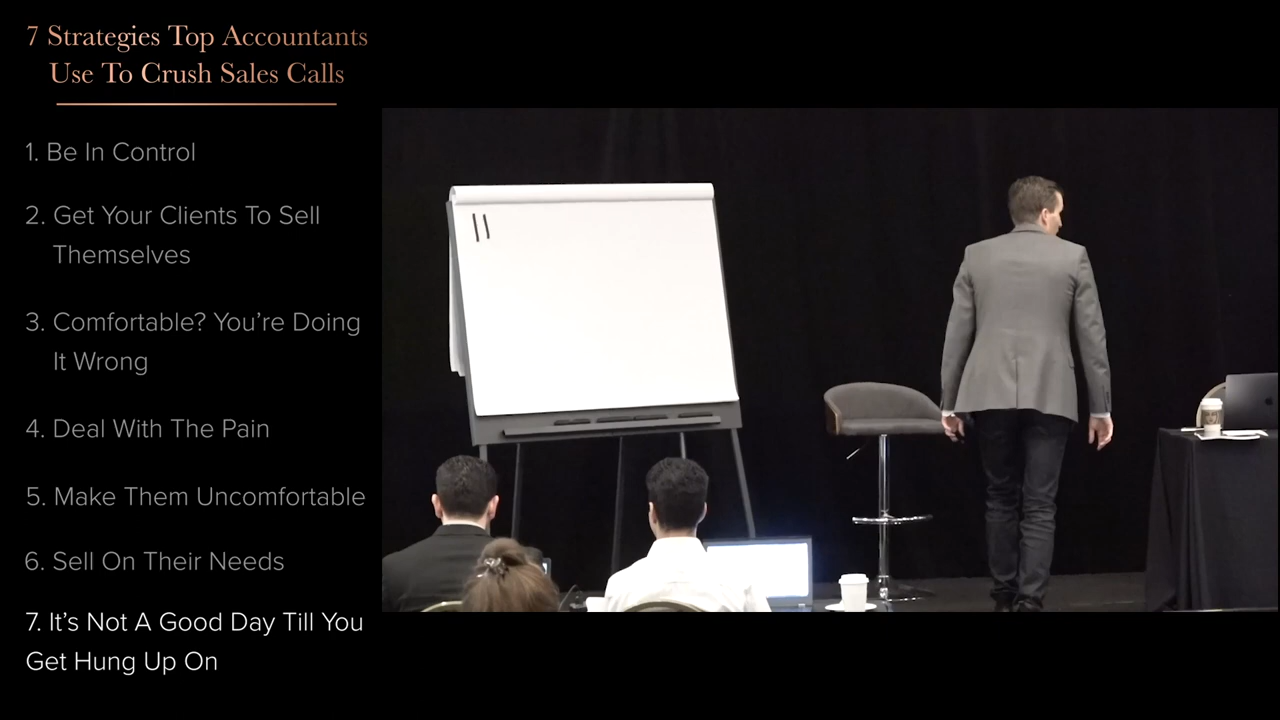 7 Strategies Top Accountants
Use To Crush Sales Calls
1. Be In Control
2. Get Your Clients To Sell
Themselves
3. Comfortable? You’re Doing
It Wrong
4. Deal With The Pain
5. Make Them Uncomfortable
6. Sell On Their Needs
7. It’s Not A Good Day Till You
Get Hung Up On
11